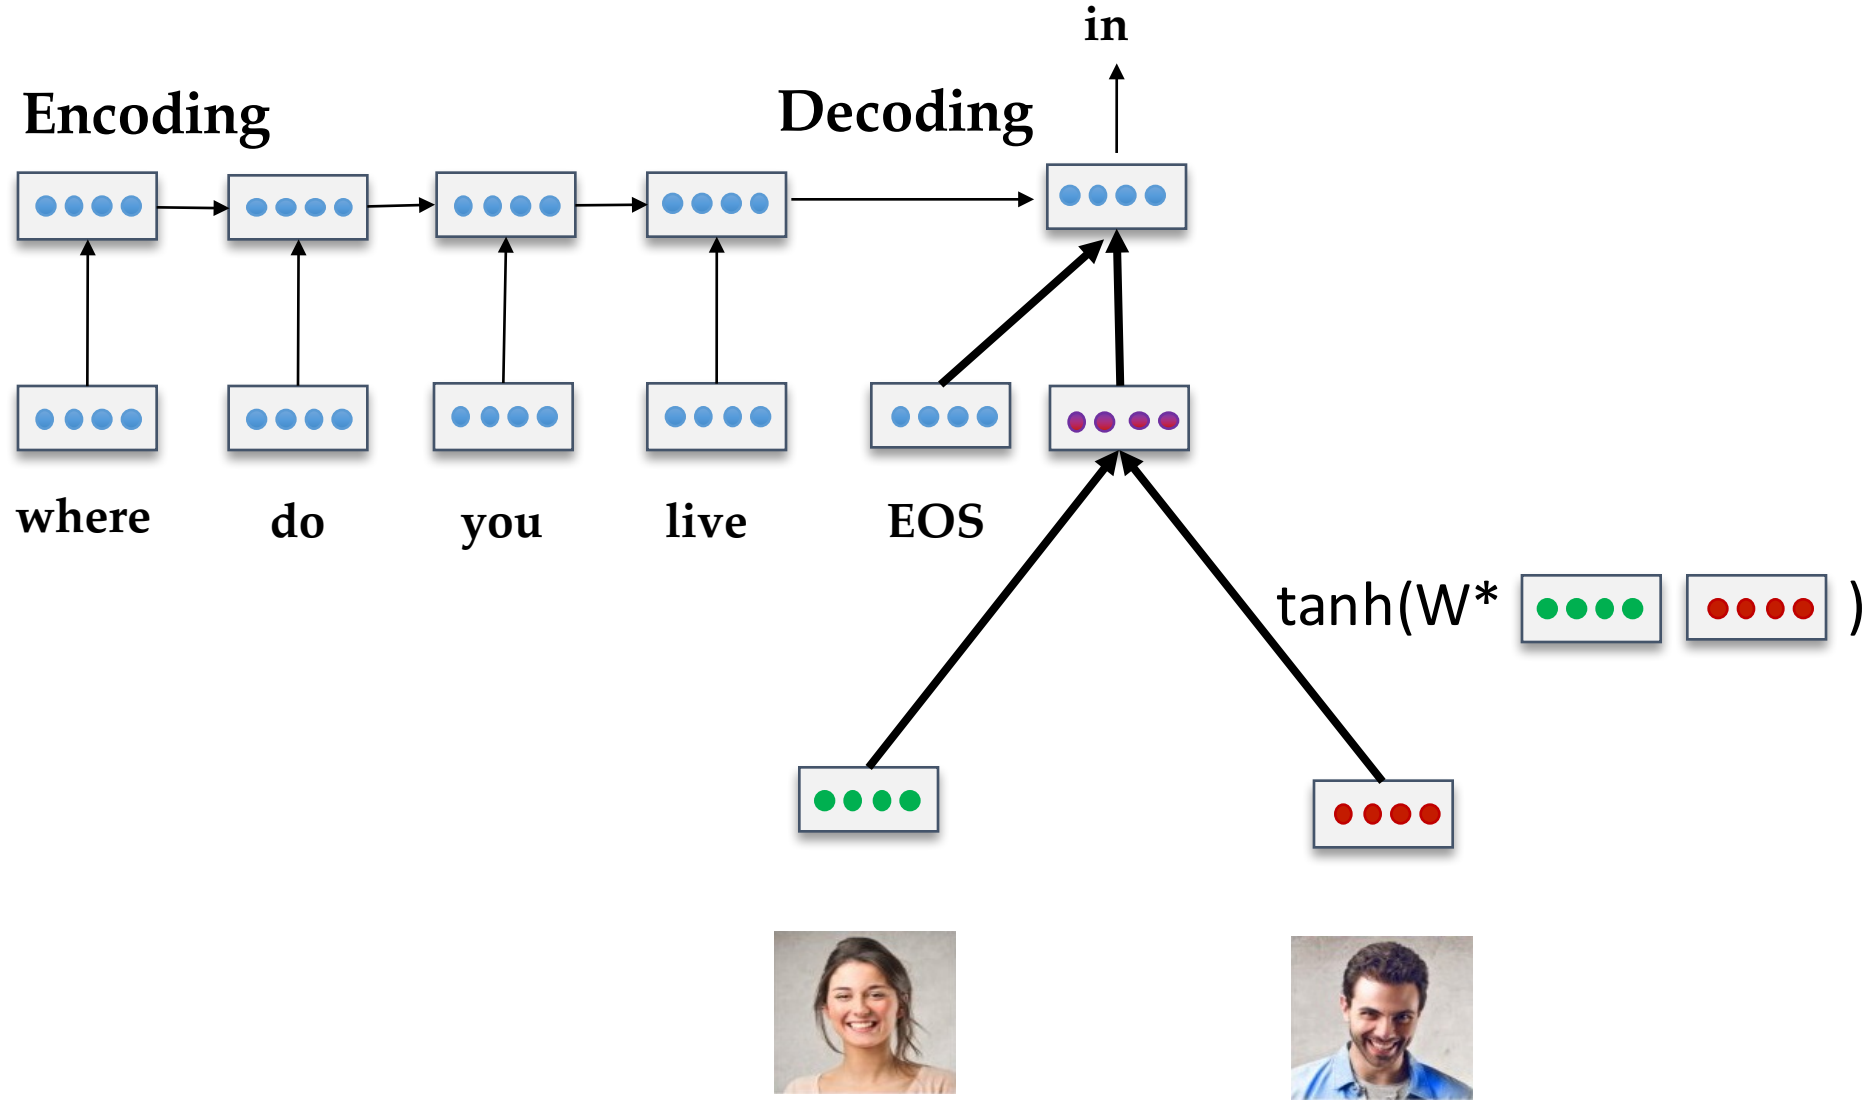 in
Encoding
Decoding
where do you live EOS
tanh(W* )